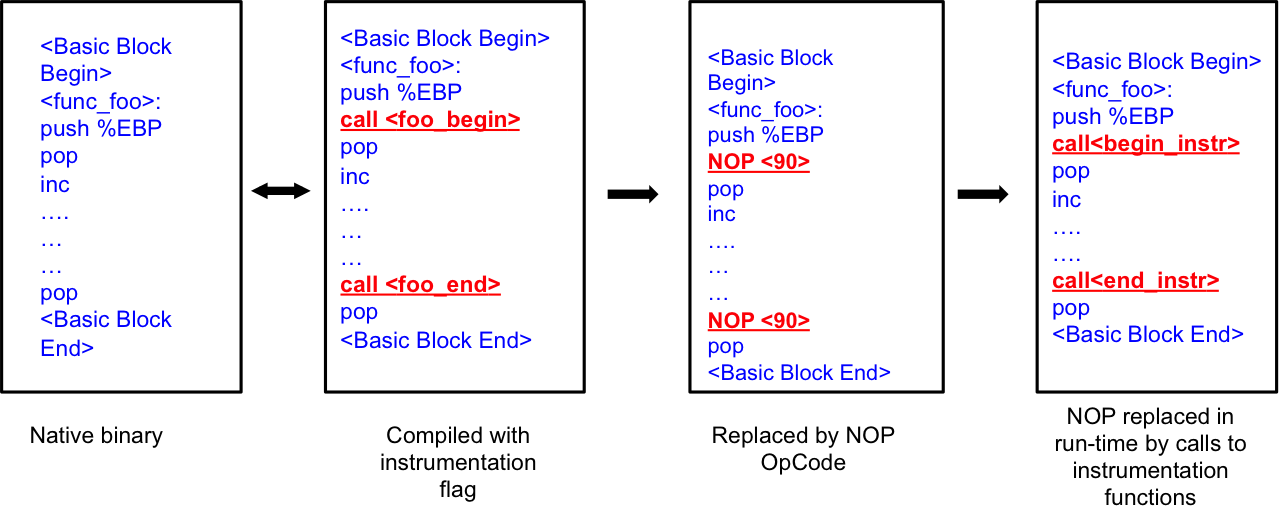 <Basic Block
Begin>
<func_foo>:
push %EBP
pop
inc
….
…
…
pop
<Basic Block
End>
Native binary
<Basic Block Begin>
<func_foo>:
push %EBP
call <foo_begin>
pop
inc
….
…
…
call <foo_end>
pop
<Basic Block End>
Compiled with
instrumentation
flag
<Basic Block
Begin>
<func_foo>:
push %EBP
NOP <90>
pop
inc
….
…
…
NOP <90>
pop
<Basic Block End>
Replaced by NOP
OpCode
<Basic Block Begin>
<func_foo>:
push %EBP
call<begin_instr>
pop
inc
….
….
call<end_instr>
pop
<Basic Block End>
NOP replaced in
run-time by calls to
instrumentation
functions